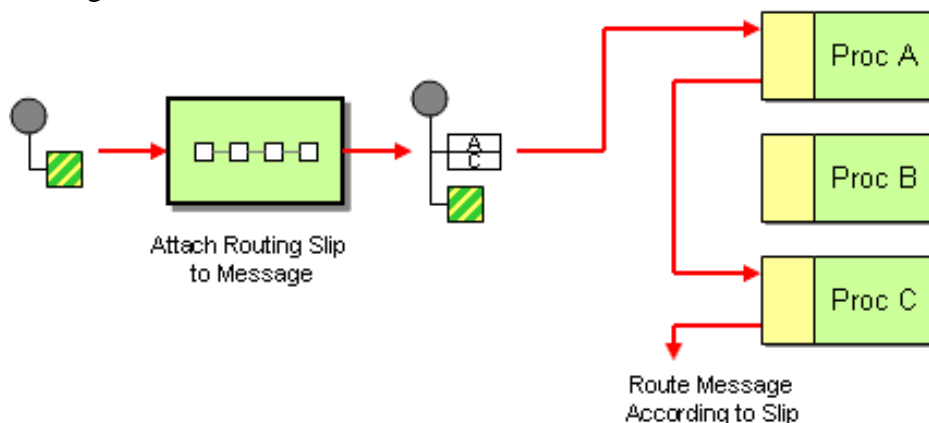 Proc A
A
C
Proc B
Attach Routing Slip
to Message
Proc C
Route Message
According to Slip